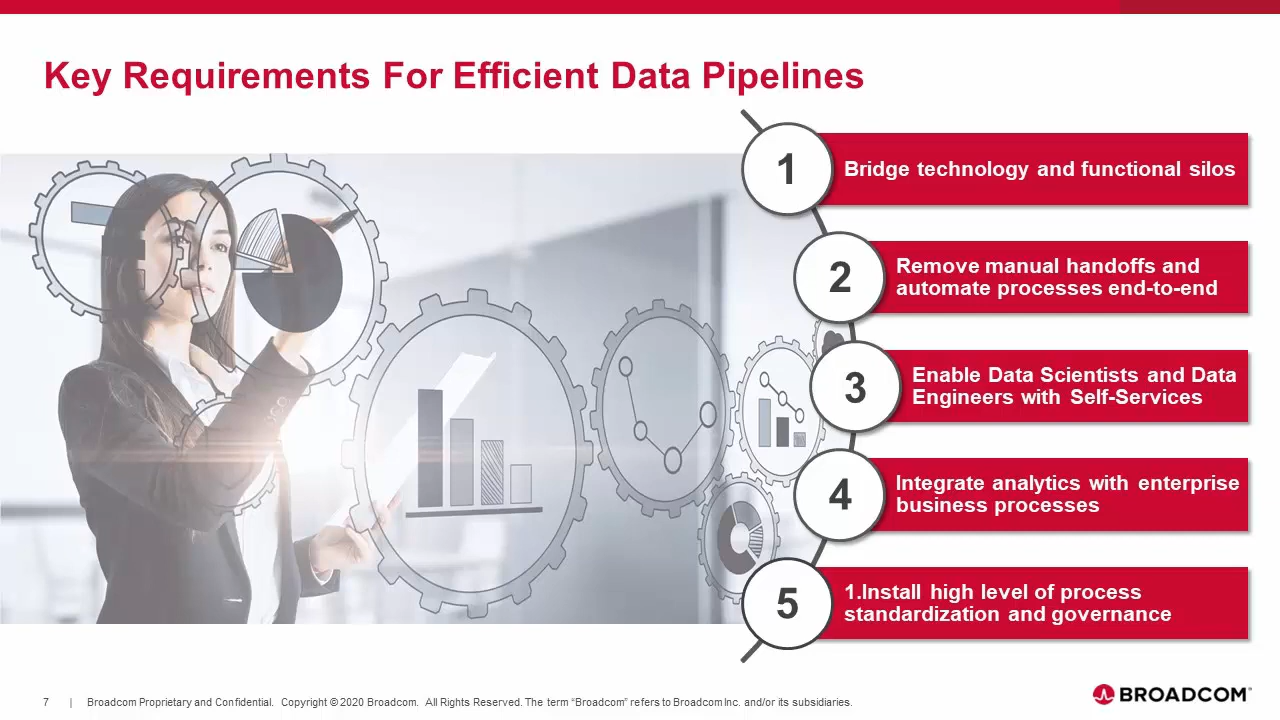 Key Requirements For Efficient Data Pipelines
1
Bridge technology and functional silos
2
Remove manual handoffs and
automate processes end-to-end
3
Enable Data Scientists and Data
Engineers with Self-Services
4
Integrate analytics with enterprise
business processes
5
1.Install high level of process
standardization and governance
7 | Broadcom Proprietary and Confidential. Copyright © 2020 Broadcom. All Rights Reserved. The term “Broadcom” refers to Broadcom Inc. and/or its subsidiaries.
BROADCOM®